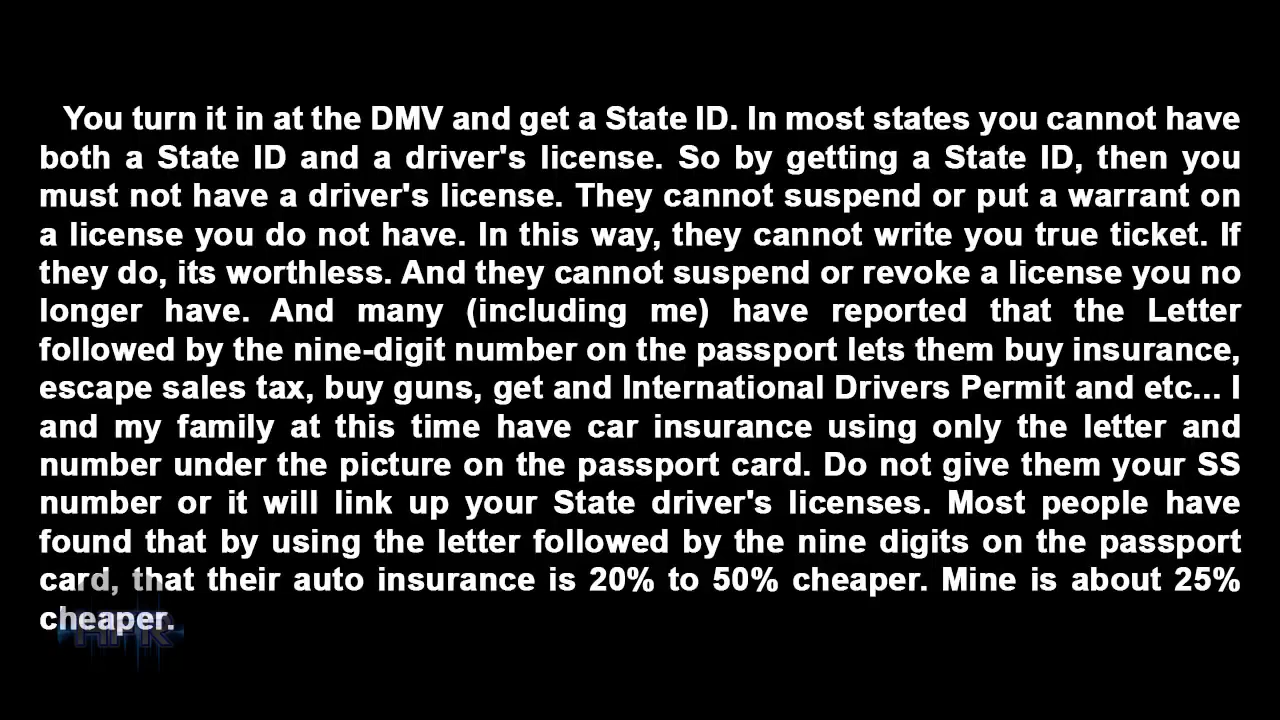 You turn it in at the DMV and get a State ID. In most states you cannot have
both a State ID and a driver's license. So by getting a State ID, then you
must not have a driver's license. They cannot suspend or put a warrant on
a license you do not have. In this way, they cannot write you true ticket. If
they do, its worthless. And they cannot suspend or revoke a license you no
longer have. And many (including me) have reported that the Letter
followed by the nine-digit number on the passport lets them buy insurance,
escape sales tax, buy guns, get and International Drivers Permit and etc... I
and my family at this time have car insurance using only the letter and
number under the picture on the passport card. Do not give them your SS
number or it will link up your State driver's licenses. Most people have
found that by using the letter followed by the nine digits on the passport
card, that their auto insurance is 20% to 50% cheaper. Mine is about 25%
cheaper.